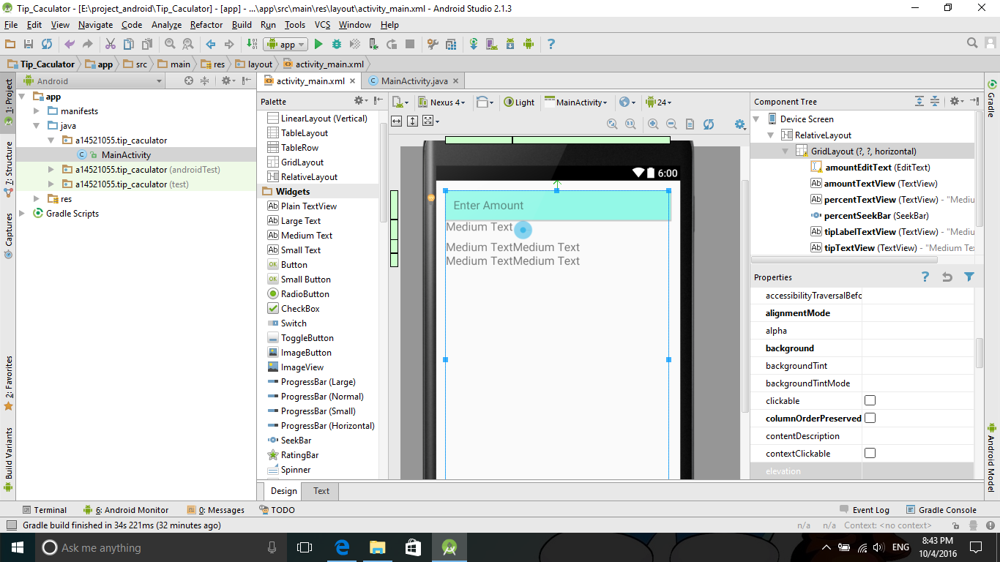 Tip_Caculator - [E:\project_android\Tip_Caculator] - [app] - ...\app\src\main\res\layout\activity_main.xml - Android Studio 2.1.3
File Edit View Navigate Code Analyze Refactor Build Run Tools VCS Window Help
app
Tip_Caculator app src main res layout activity_main.xml
1: Project
7: Structure
Captures
2: Favorites
Build Variants
Android
app
manifests
java
a14521055.tip_caculator
MainActivity
a14521055.tip_caculator (androidTest)
a14521055.tip_caculator (test)
res
Gradle Scripts
activity_main.xml MainActivity.java
Palette
LinearLayout (Vertical)
TableLayout
TableRow
GridLayout
RelativeLayout
Widgets
Plain TextView
Large Text
Medium Text
Small Text
Button
Small Button
RadioButton
CheckBox
Switch
ToggleButton
ImageButton
ImageView
ProgressBar (Large)
ProgressBar (Normal)
ProgressBar (Small)
ProgressBar (Horizontal)
SeekBar
RatingBar
Spinner
Nexus 4 Light MainActivity 24
6:00
Enter Amount
Medium Text
Medium TextMedium Text
Medium TextMedium Text
Design Text
Component Tree
Device Screen
RelativeLayout
GridLayout (?, ?, horizontal)
amountEditText (EditText)
amountTextView (TextView)
percentTextView (TextView) - "Mediu
percentSeekBar (SeekBar)
tipLabelTextView (TextView) - "Mediu
tipTextView (TextView) - "Medium Te
Properties
accessibilityTraversalBefo
alignmentMode
alpha
background
backgroundTint
backgroundTintMode
clickable
columnOrderPreserved
contentDescription
contextClickable
elevation
Gradle
Android Model
Terminal 6: Android Monitor 0: Messages TODO Event Log Gradle Console
Gradle build finished in 34s 221ms (32 minutes ago) n/a n/a Context: <no context>
Ask me anything
ENG
8:43 PM
10/4/2016